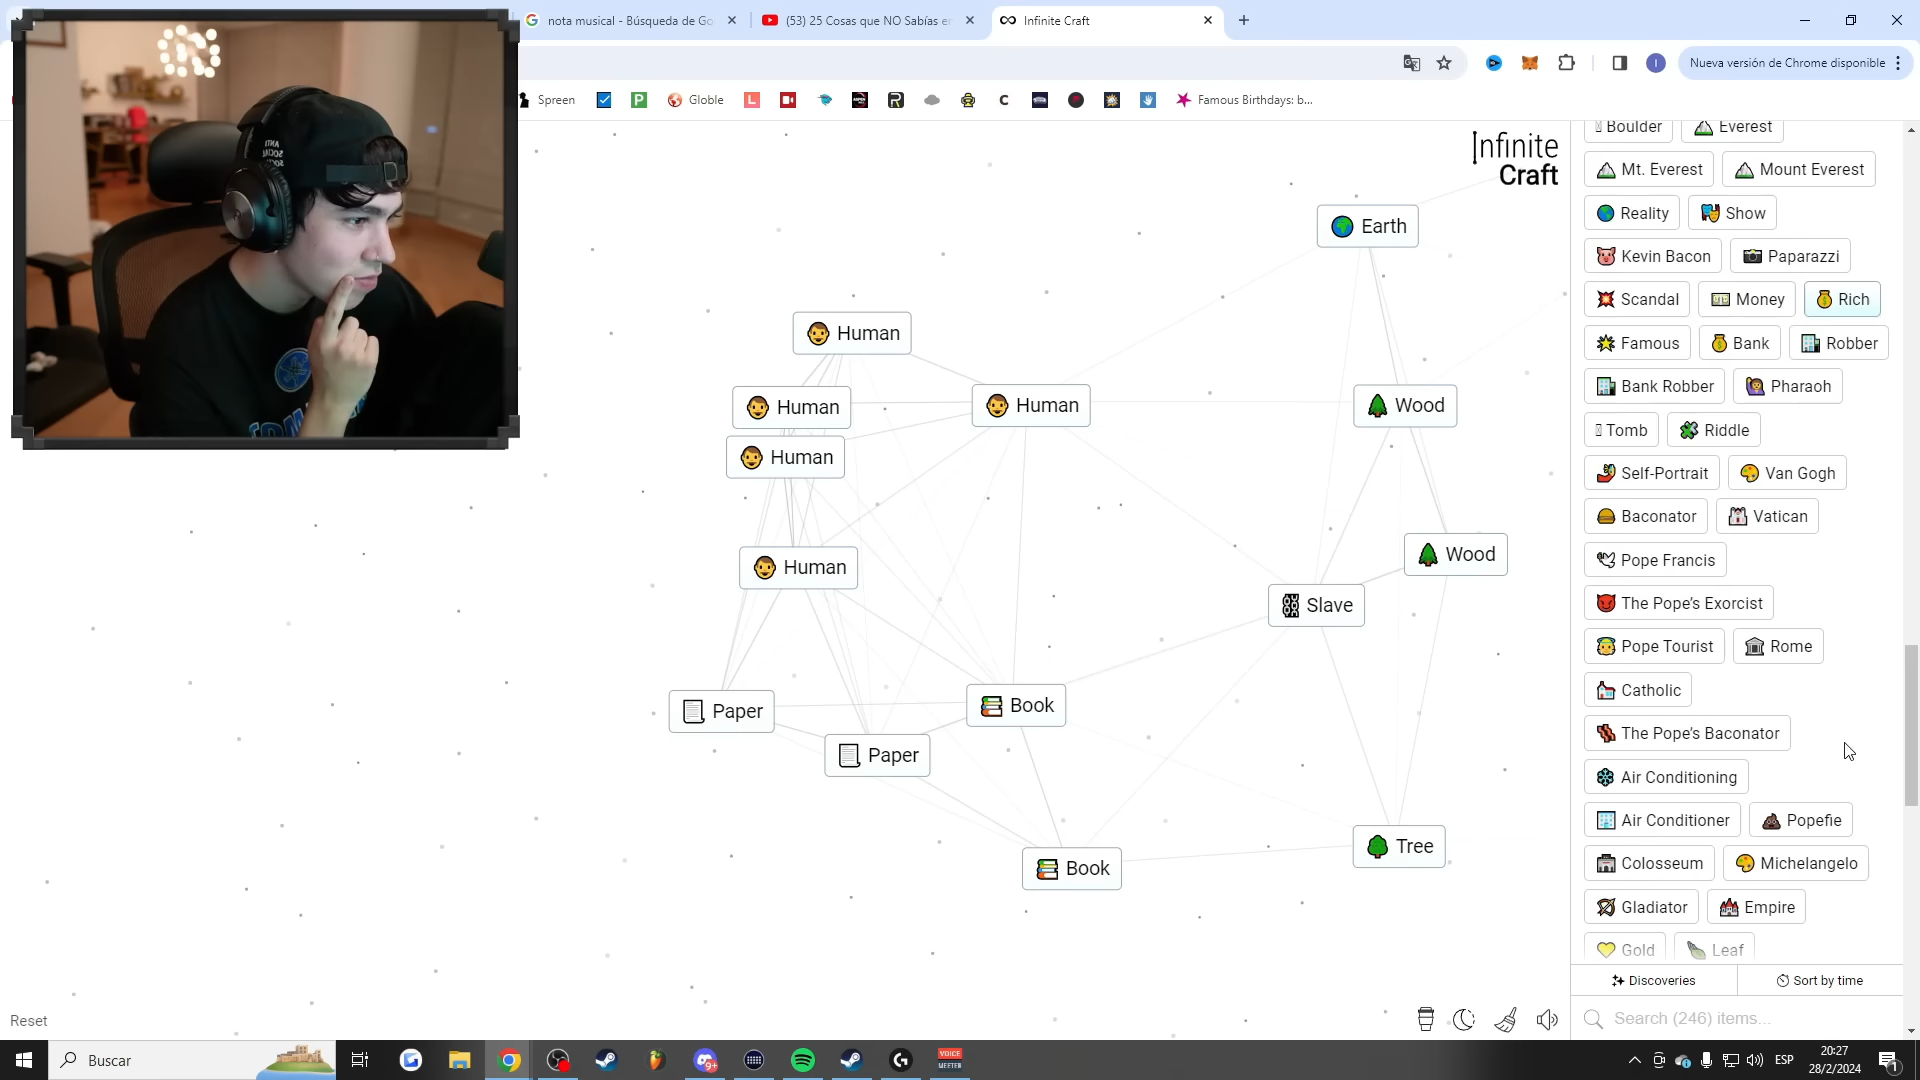 nota musical - Búsqueda de Go
(53) 25 Cosas que NO Sabías e
Infinite Craft
Nueva versión de Chrome disponible
Spreen
Globle
Famous Birthdays: b...
Infinite
Craft
Earth
Human
Human
Human
Wood
Human
Wood
Human
Slave
Book
Paper
Paper
Tree
Book
Boulder
Everest
Mt. Everest
Mount Everest
Reality
Show
Kevin Bacon
Paparazzi
Scandal
Money
Rich
Famous
Bank
Robber
Bank Robber
Pharaoh
Tomb
Riddle
Self-Portrait
Van Gogh
Baconator
Vatican
Pope Francis
The Pope’s Exorcist
Pope Tourist
Rome
Catholic
The Pope’s Baconator
Air Conditioning
Air Conditioner
Popefie
Colosseum
Michelangelo
Gladiator
Empire
Gold
Leaf
Discoveries
Sort by time
Search (246) items...
Reset
Buscar
VOICE
MEETER
ESP
20:27
28/2/2024